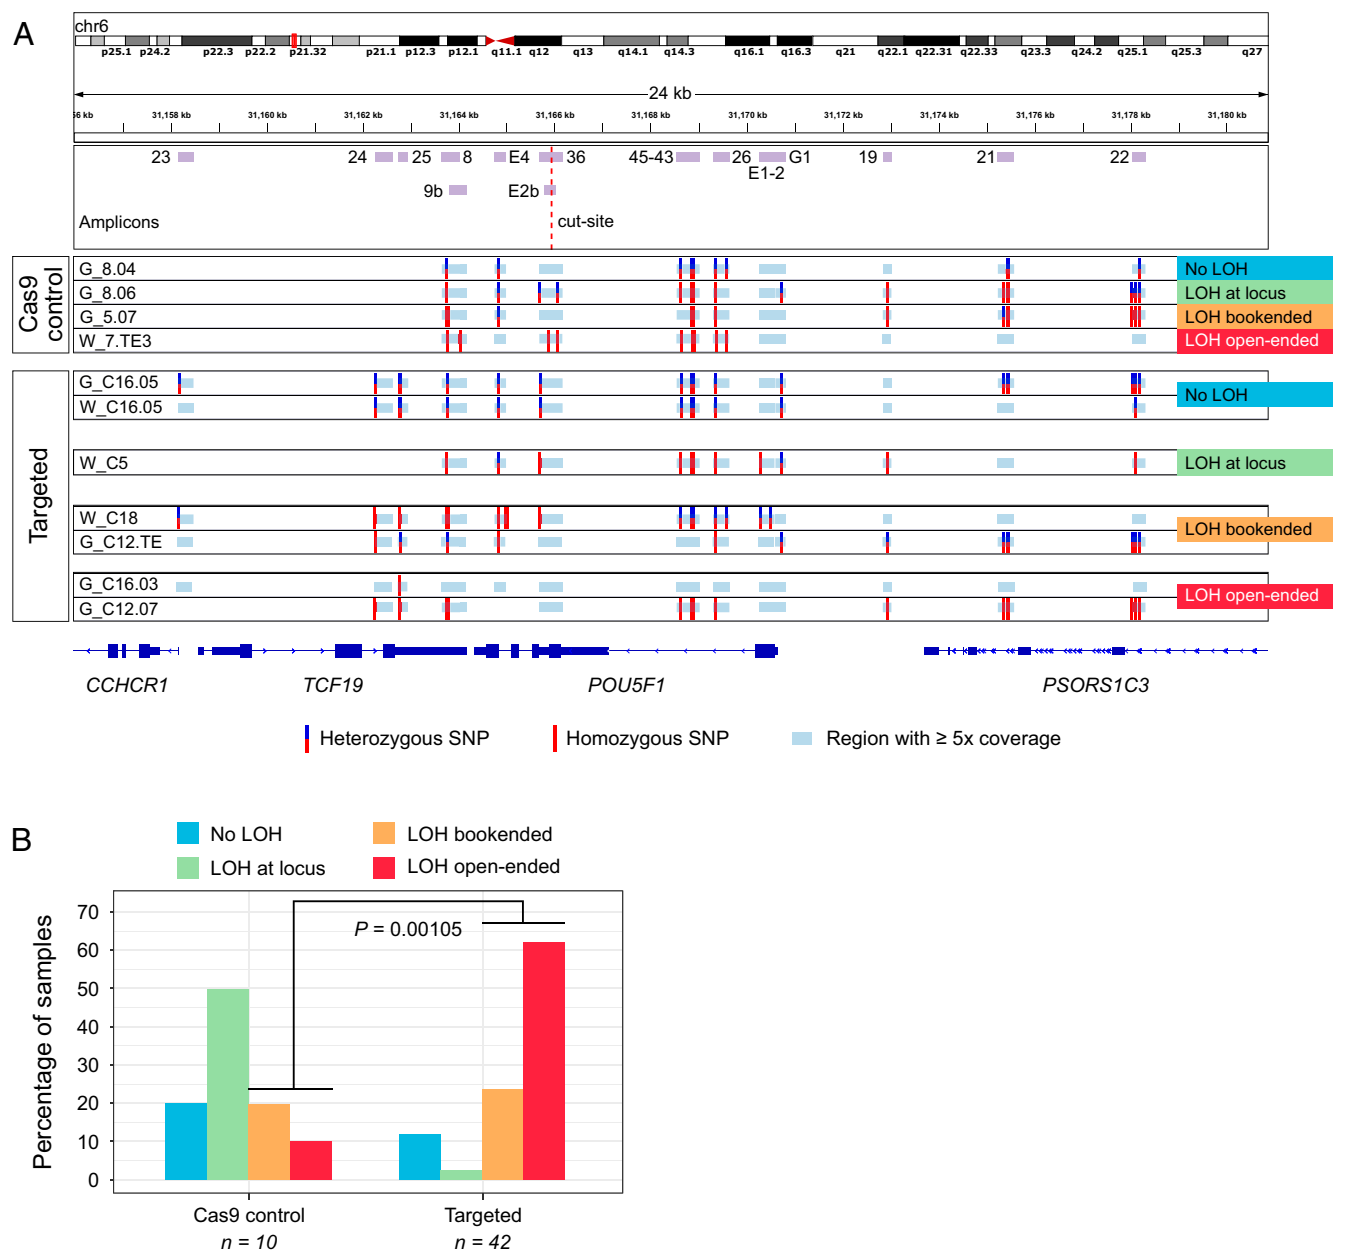 A
chr6
p25.1 p24.2 p22.3 p22.2 p21.32 p21.1 p12.3 p12.1 q11.1 q12 q13 q14.1 q14.3 q16.1 q16.3 q21 q22.1 q22.31 q22.33 q23.3 q24.2 q25.1 q25.3 q27
24 kb
56 kb 31,158 kb 31,160 kb 31,162 kb 31,164 kb 31,166 kb 31,168 kb 31,170 kb 31,172 kb 31,174 kb 31,176 kb 31,178 kb 31,180 kb
23 24 25 8 E4 36 45-43 26 G1 19 21 22
E1-2
9b E2b
Amplicons cut-site
Cas9 control
G_8.04 No LOH
G_8.06 LOH at locus
G_5.07 LOH bookended
W_7.TE3 LOH open-ended
Targeted
G_C16.05
No LOH
W_C16.05
W_C5 LOH at locus
W_C18
LOH bookended
G_C12.TE
G_C16.03
LOH open-ended
G_C12.07
CCHCR1 TCF19 POU5F1 PSORS1C3
Heterozygous SNP Homozygous SNP Region with ≥ 5x coverage
B
No LOH LOH bookended
LOH at locus LOH open-ended
Percentage of samples
70
P = 0.00105
60
50
40
30
20
10
0
Cas9 control Targeted
n = 10 n = 42